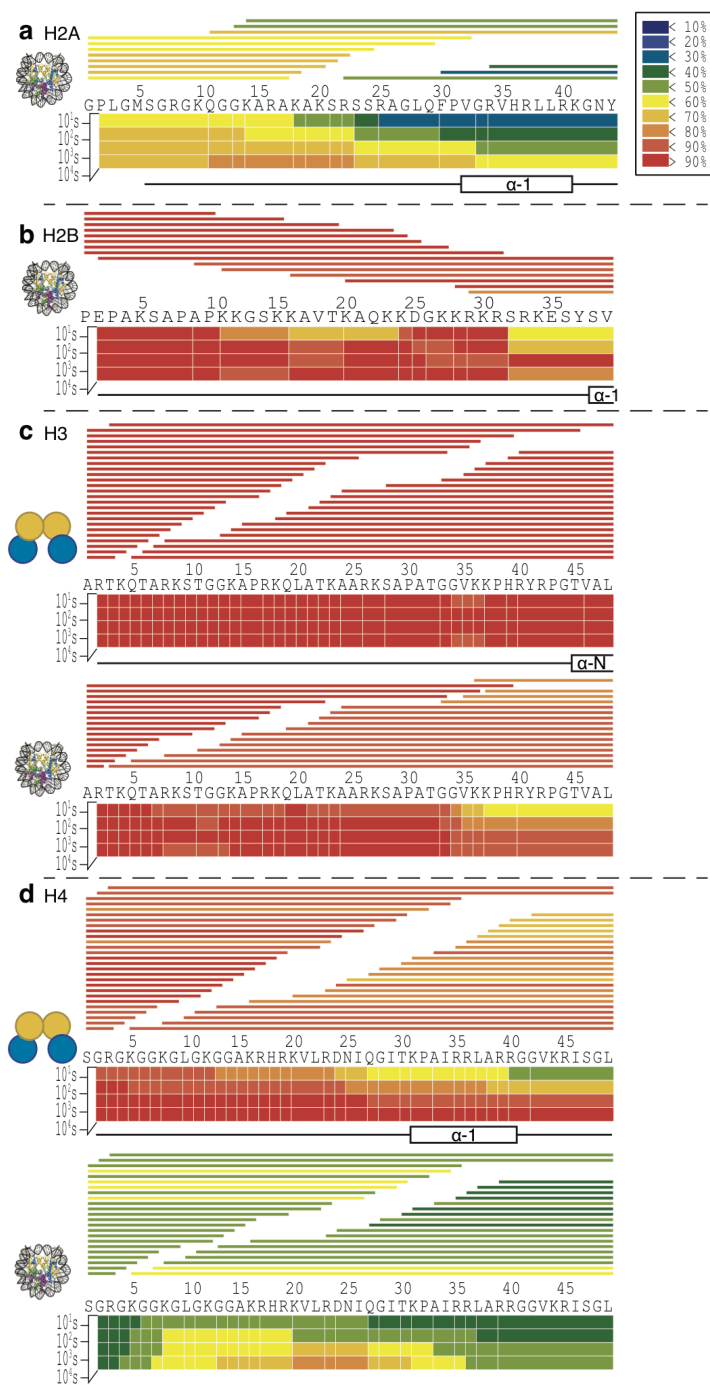 a H2A
5 10 15 20 25 30 35 40
GPLGMSGRGKQGGKARAKAKSRSSRAGLQFPVGRVHRLLRKGNY
10¹s
10²s
10³s
10⁴s
α-1
< 10%
< 20%
< 30%
< 40%
< 50%
< 60%
< 70%
< 80%
< 90%
> 90%
b H2B
5 10 15 20 25 30 35
PEPAKSAPAPKKGSKKAVTKAQKKDGKKRKRSRKESYSV
10¹s
10²s
10³s
10⁴s
α-1
c H3
5 10 15 20 25 30 35 40 45
ARTKQTARKSTGGKAPRKQLATKAARKSAPATGGVKKPHRYRPGTVAL
10¹s
10²s
10³s
10⁴s
α-N
5 10 15 20 25 30 35 40 45
ARTKQTARKSTGGKAPRKQLATKAARKSAPATGGVKKPHRYRPGTVAL
10¹s
10²s
10³s
10⁴s
d H4
5 10 15 20 25 30 35 40 45
SGRGKGGKGLGKGGAKRHRKVLRDNIQGITKPAIRRLARRGGVKRISGL
10¹s
10²s
10³s
10⁴s
α-1
5 10 15 20 25 30 35 40 45
SGRGKGGKGLGKGGAKRHRKVLRDNIQGITKPAIRRLARRGGVKRISGL
10¹s
10²s
10³s
10⁴s